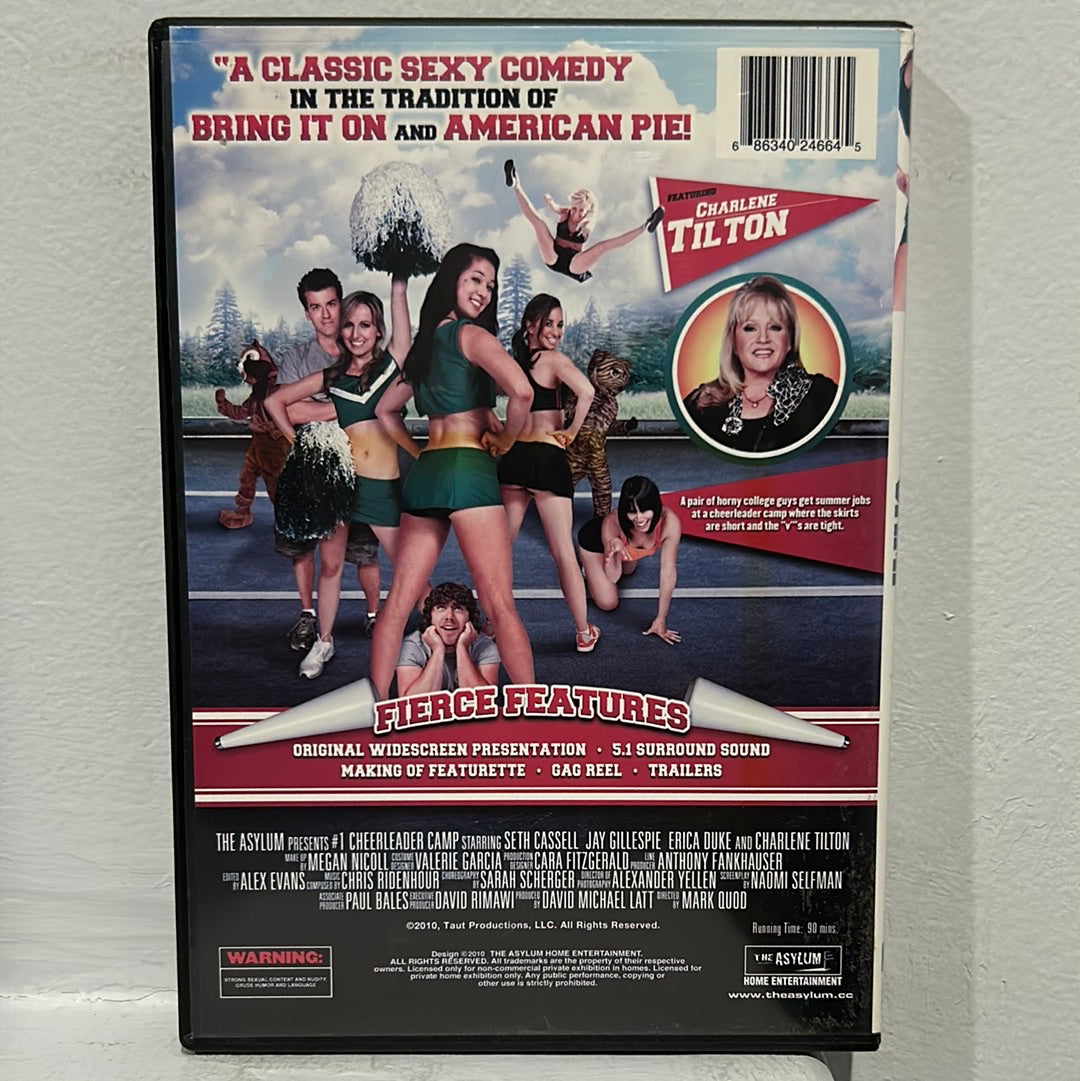 "A CLASSIC SEXY COMEDY
IN THE TRADITION OF
BRING IT ON AND AMERICAN PIE!
6 86340 24664 5
FEATURING
CHARLENE
TILTON
A pair of horny college guys get summer jobs
at a cheerleader camp where the skirts
are short and the "v"'s are tight.
FIERCE FEATURES
ORIGINAL WIDESCREEN PRESENTATION • 5.1 SURROUND SOUND
MAKING OF FEATURETTE • GAG REEL • TRAILERS
THE ASYLUM PRESENTS #1 CHEERLEADER CAMP STARRING SETH CASSELL JAY GILLESPIE ERICA DUKE AND CHARLENE TILTON
MAKE UP BY MEGAN NICOLL COSTUME DESIGNER VALERIE GARCIA PRODUCTION DESIGNER CARA FITZGERALD LINE PRODUCER ANTHONY FANKHAUSER
EDITED BY ALEX EVANS MUSIC COMPOSED BY CHRIS RIDENHOUR CHOREOGRAPHY BY SARAH SCHERGER DIRECTOR OF PHOTOGRAPHY ALEXANDER YELLEN SCREENPLAY BY NAOMI SELFMAN
ASSOCIATE PRODUCER PAUL BALES EXECUTIVE PRODUCER DAVID RIMAWI PRODUCED BY DAVID MICHAEL LATT DIRECTED BY MARK QUOD
©2010, Taut Productions, LLC. All Rights Reserved.
Running Time: 90 mins.
WARNING:
STRONG SEXUAL CONTENT AND NUDITY,
CRUDE HUMOR AND LANGUAGE
Design ©2010 THE ASYLUM HOME ENTERTAINMENT.
ALL RIGHTS RESERVED. All trademarks are the property of their respective
owners. Licensed only for non-commercial private exhibition in homes. Licensed for
private home exhibition only. Any public performance, copying or
other use is strictly prohibited.
THE ASYLUM
HOME ENTERTAINMENT
www.theasylum.cc